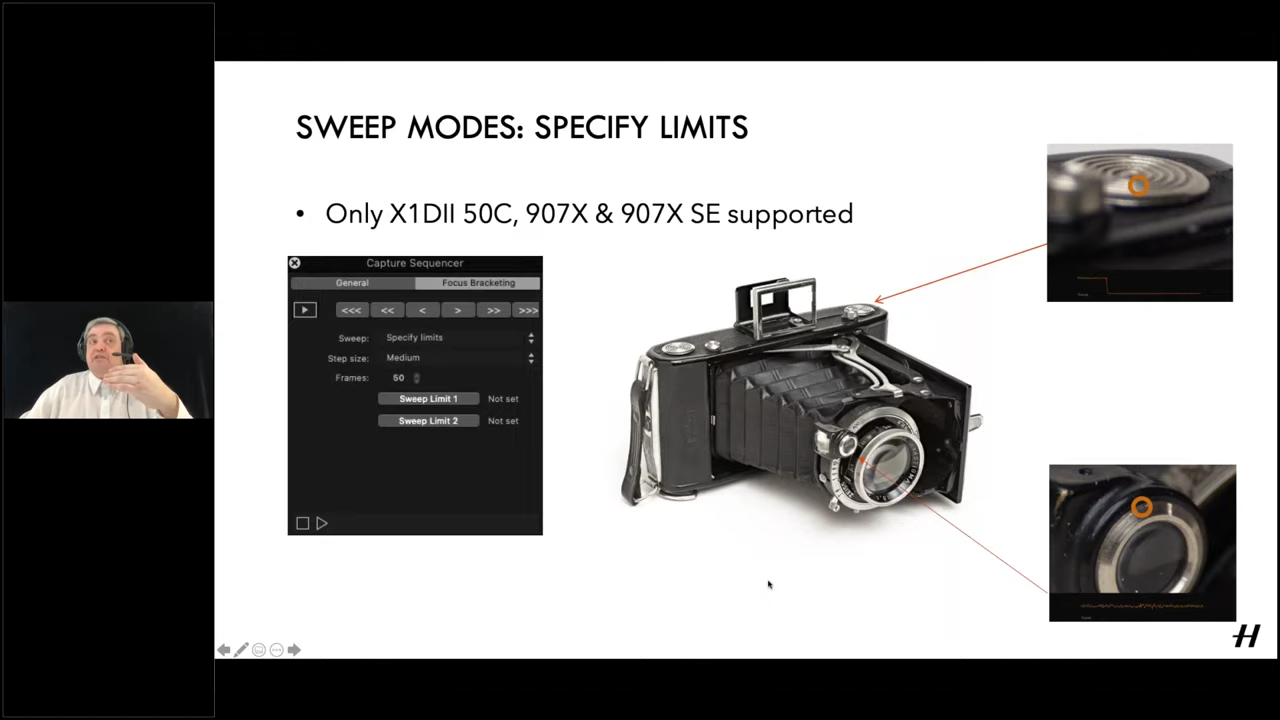 SWEEP MODES: SPECIFY LIMITS
• Only X1DII 50C, 907X & 907X SE supported
Capture Sequencer
General Focus Bracketing
<<< << < > >> >>>
Sweep: Specify limits
Step size: Medium
Frames: 50
Sweep Limit 1 Not set
Sweep Limit 2 Not set
H